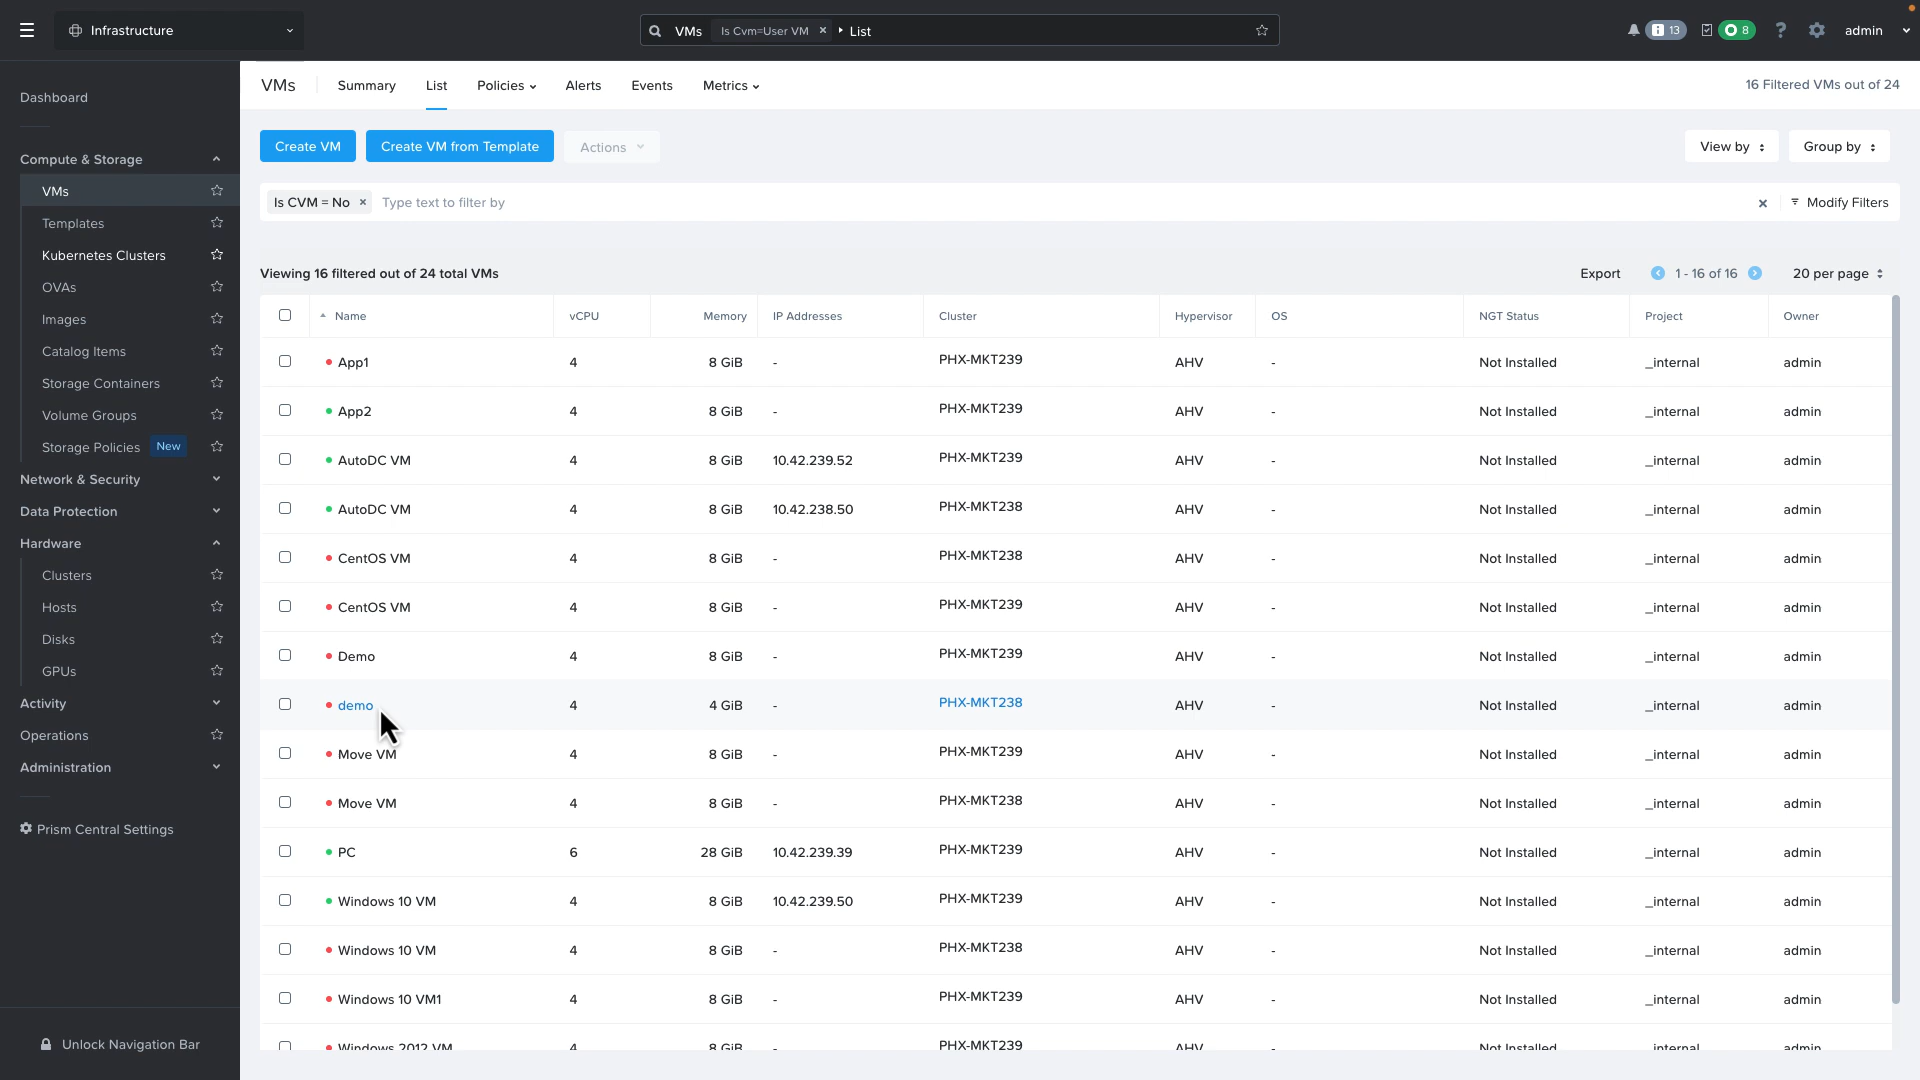 Infrastructure
VMs Is Cvm=User VM × List
13
8
?
admin
Dashboard
Compute & Storage
VMs
Templates
Kubernetes Clusters
OVAs
Images
Catalog Items
Storage Containers
Volume Groups
Storage Policies New
Network & Security
Data Protection
Hardware
Clusters
Hosts
Disks
GPUs
Activity
Operations
Administration
Prism Central Settings
Unlock Navigation Bar
VMs Summary List Policies Alerts Events Metrics
16 Filtered VMs out of 24
Create VM Create VM from Template Actions View by Group by
Is CVM = No × Type text to filter by × Modify Filters
Viewing 16 filtered out of 24 total VMs Export 1 - 16 of 16 20 per page
Name vCPU Memory IP Addresses Cluster Hypervisor OS NGT Status Project Owner
App1 4 8 GiB - PHX-MKT239 AHV - Not Installed _internal admin
App2 4 8 GiB - PHX-MKT239 AHV - Not Installed _internal admin
AutoDC VM 4 8 GiB 10.42.239.52 PHX-MKT239 AHV - Not Installed _internal admin
AutoDC VM 4 8 GiB 10.42.238.50 PHX-MKT238 AHV - Not Installed _internal admin
CentOS VM 4 8 GiB - PHX-MKT238 AHV - Not Installed _internal admin
CentOS VM 4 8 GiB - PHX-MKT239 AHV - Not Installed _internal admin
Demo 4 8 GiB - PHX-MKT239 AHV - Not Installed _internal admin
demo 4 4 GiB - PHX-MKT238 AHV - Not Installed _internal admin
Move VM 4 8 GiB - PHX-MKT239 AHV - Not Installed _internal admin
Move VM 4 8 GiB - PHX-MKT238 AHV - Not Installed _internal admin
PC 6 28 GiB 10.42.239.39 PHX-MKT239 AHV - Not Installed _internal admin
Windows 10 VM 4 8 GiB 10.42.239.50 PHX-MKT239 AHV - Not Installed _internal admin
Windows 10 VM 4 8 GiB - PHX-MKT238 AHV - Not Installed _internal admin
Windows 10 VM1 4 8 GiB - PHX-MKT239 AHV - Not Installed _internal admin
Windows 2012 VM 4 8 GiB - PHX-MKT239 AHV - Not Installed _internal admin